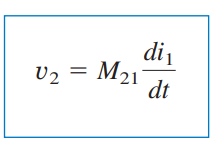 v₂ = M₂₁ di₁/dt